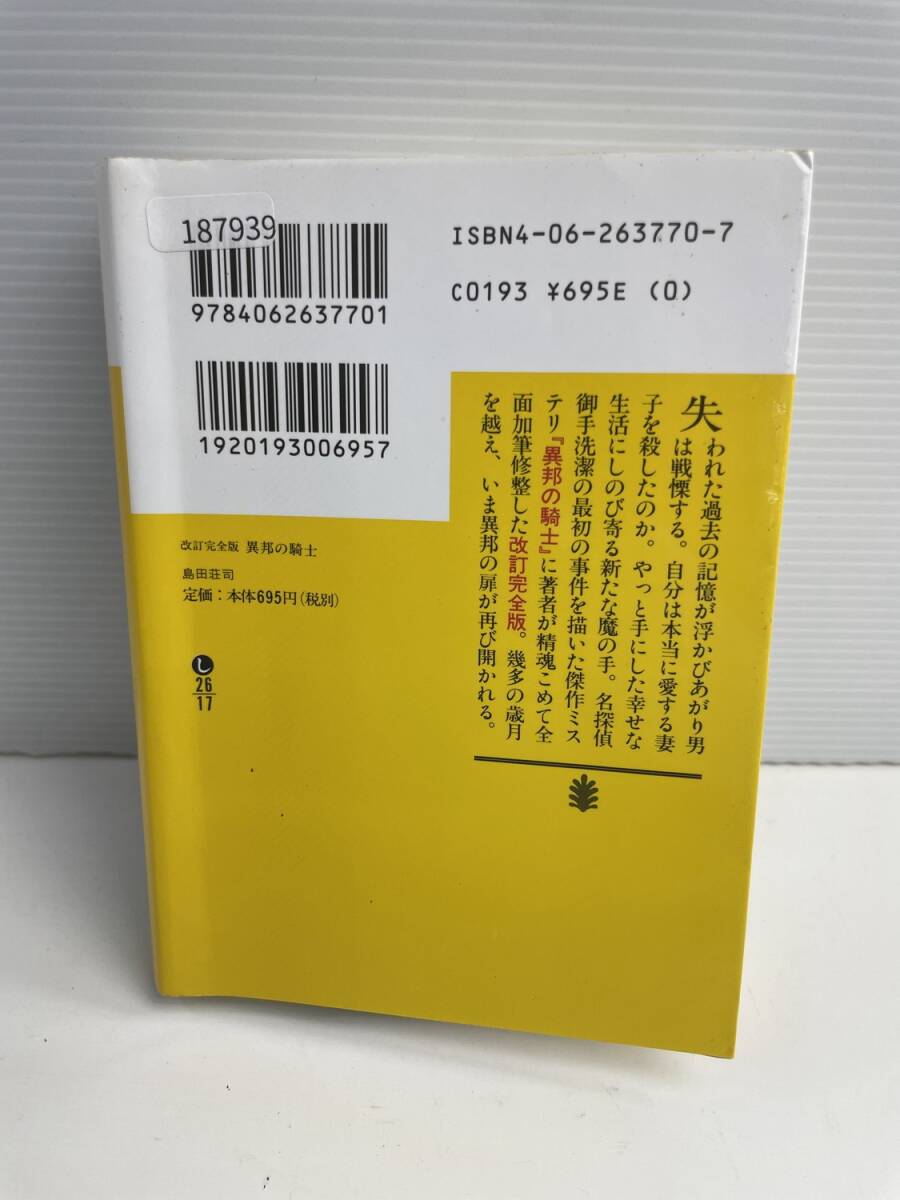 187939
ISBN4-06-263770-7
C0193 ¥695E (0)
9784062637701
1920193006957
失われた過去の記憶が浮かびあがり男
は戦慄する。自分は本当に愛する妻
子を殺したのか。やっと手にした幸せな
生活にしのび寄る新たな魔の手。名探偵
御手洗潔の最初の事件を描いた傑作ミス
テリ『異邦の騎士』に著者が精魂こめて全
面加筆修整した改訂完全版。幾多の歳月
を越え、いま異邦の扉が再び開かれる。
改訂完全版 異邦の騎士
島田荘司
定価：本体695円（税別）
し
26
17